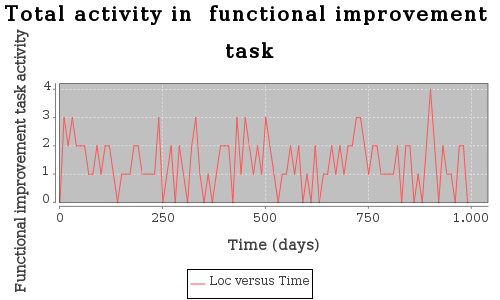 Total activity in  functional improvement
task
Functional improvement task activity
4
3
2
1
0
0 250 500 750 1.000
Time (days)
Loc versus Time